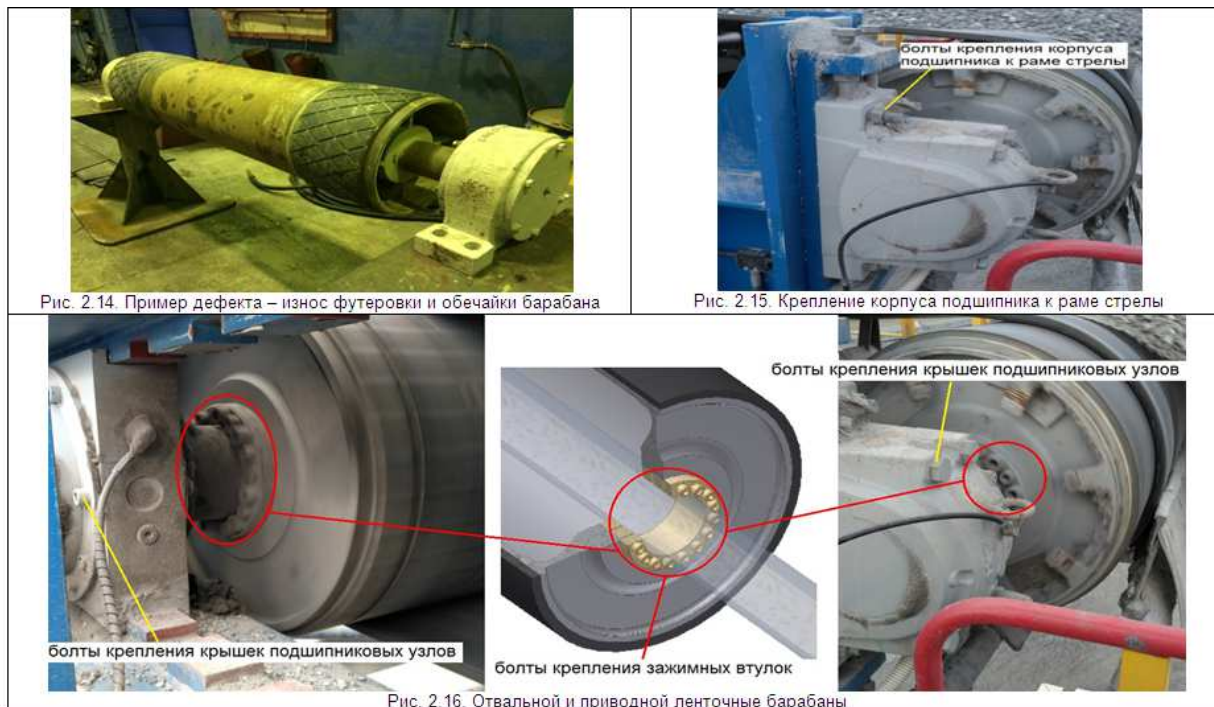 болты крепления корпуса
подшипника к раме стрелы
Рис. 2.14. Пример дефекта – износ футеровки и обечайки барабана
Рис. 2.15. Крепление корпуса подшипника к раме стрелы
болты крепления крышек подшипниковых узлов
болты крепления крышек подшипниковых узлов
болты крепления зажимных втулок
Рис. 2.16. Отвальной и приводной ленточные барабаны